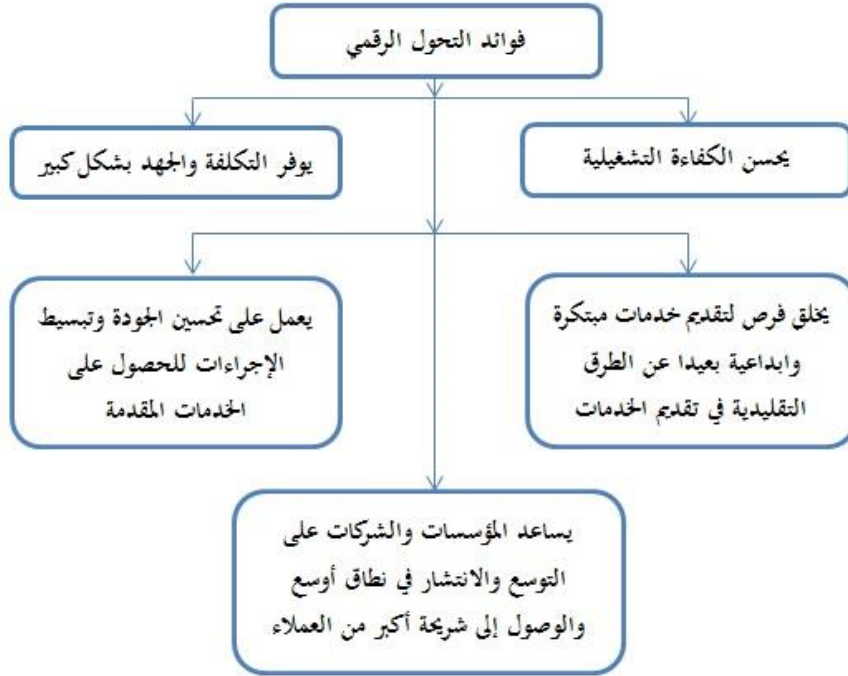 فوائد التحول الرقمي
يحسن الكفاءة التشغيلية
يوفر التكلفة والجهد بشكل كبير
يخلق فرص لتقديم خدمات مبتكرة
وابداعية بعيدا عن الطرق
التقليدية في تقديم الخدمات
يعمل على تحسين الجودة وتبسيط
الإجراءات للحصول على
الخدمات المقدمة
يساعد المؤسسات والشركات على
التوسع والانتشار في نطاق أوسع
والوصول إلى شريحة أكبر من العملاء